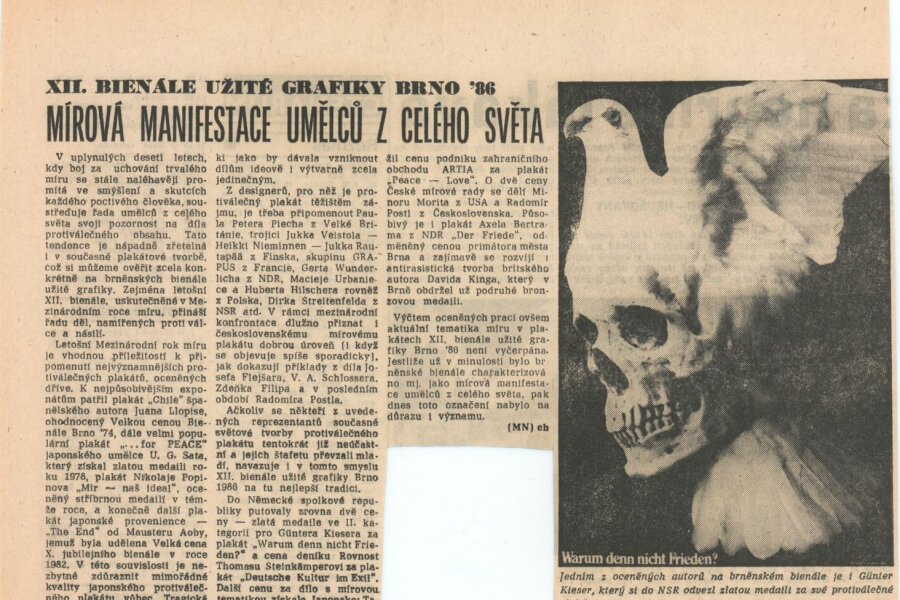 XII. BIENÁLE UŽITÉ GRAFIKY BRNO '86
MÍROVÁ MANIFESTACE UMĚLCŮ Z CELÉHO SVĚTA
V uplynulých deseti letech,
kdy boj za uchování trvalého
míru se stále naléhavěji pro-
mítá ve smýšlení a skutcích
každého poctivého člověka, sou-
střeďuje řada umělců z celého
světa svoji pozornost na díla
protiválečného obsahu. Tato
tendence je nápadně zřetelná
i v současné plakátové tvorbě,
což si můžeme ověřit zcela kon-
krétně na brněnských bienále
užité grafiky. Zejména letošní
XII. bienále, uskutečněné v Me-
zinárodním roce míru, přináší
řadu děl, namířených proti vál-
ce a násilí.
Letošní Mezinárodní rok míru
je vhodnou příležitostí k při-
pomenutí nejvýznamnějších pro-
tiválečných plakátů, oceněných
dříve. K nejpůsobivějším expo-
nátům patřil plakát „Chile" špa-
nělského autora Juana Llopise,
ohodnocený Velkou cenou Bie-
nále Brno '74, dále velmi popu-
lární plakát „...for PEACE"
japonského umělce U. G. Sata,
který získal zlatou medaili ro-
ku 1978, plakát Nikolaje Popi-
nova „Mir — naš ideal", oce-
něný stříbrnou medailí v tém-
že roce, a konečně další pla-
kát japonské provenience —
„The End" od Mausteru Aoby,
jemuž byla udělena Velká cena
X. jubilejního bienále v roce
1982. V této souvislosti je ne-
zbytné zdůraznit mimořádné
kvality japonského protiváleč-
ného plakátu vůbec. Tragické
ki jako by dávala vzniknout
dílům ideově i výtvarně zcela
jedinečným.
Z designerů, pro něž je pro-
tiválečný plakát těžištěm zá-
jmu, je třeba připomenout Pau-
la Petera Piecha z Velké Bri-
tánie, trojici Jukka Veistola —
Heikki Nieminnen — Jukka Rau-
tapää z Finska, skupinu GRA-
PUS z Francie, Gerta Wunder-
licha z NDR, Macieje Urbanie-
ce a Huberta Hilschera rovněž
z Polska, Dirka Streitenfelda z
NSR atd. V rámci mezinárodní
konfrontace dlužno přiznat i
československému mírovému
plakátu dobrou úroveň (i když
se objevuje spíše sporadicky),
jak dokazují příklady z díla Jo-
sefa Flejšara, V. A. Schlossera,
Zdeňka Filipa a v posledním
období Radomíra Postla.
Ačkoliv se někteří z uvede-
ných reprezentantů současné
světové tvorby protiválečného
plakátu tentokrát již neúčast-
ní a jejich štafetu převzali mla-
dí, navazuje i v tomto smyslu
XII. bienále užité grafiky Brno
1986 na tu nejlepší tradici.
Do Německé spolkové repu-
bliky putovaly zrovna dvě ce-
ny — zlatá medaile ve II. ka-
tegorii pro Güntera Kiesera za
plakát „Warum denn nicht Frie-
den?" a cena deníku Rovnost
Thomasu Steinkämperovi za pla-
kát „Deutsche Kultur im Exil".
Další cenu za dílo s mírovou
žil cenu podniku zahraničního
obchodu ARTIA za plakát
„Peace — Love". O dvě ceny
České mírové rady se dělí Mi-
noru Morita z USA a Radomír
Postl z Československa. Působ-
bivý je i plakát Axela Bertra-
ma z NDR „Der Friede", od-
měněný cenou primátora města
Brna a zajímavě se rozvíjí i
antirasistická tvorba britského
autora Davida Kinga, který v
Brně obdržel už podruhé bron-
zovou medaili.
Výčtem oceněných prací ovšem
aktuální tematika míru v pla-
kátech XII. bienále užité gra-
fiky Brno '86 není vyčerpána.
Jestliže už v minulosti bylo br-
něnské bienále charakterizová-
no mj. jako mírová manifesta-
ce umělců z celého světa, pak
dnes toto označení nabylo na
důrazu i významu.
(MN) ch
Warum denn nicht Frieden?
Jedním z oceněných autorů na brněnském bienále je i Günter
Kieser, který si do NSR odvezl zlatou medaili za své protiválečné